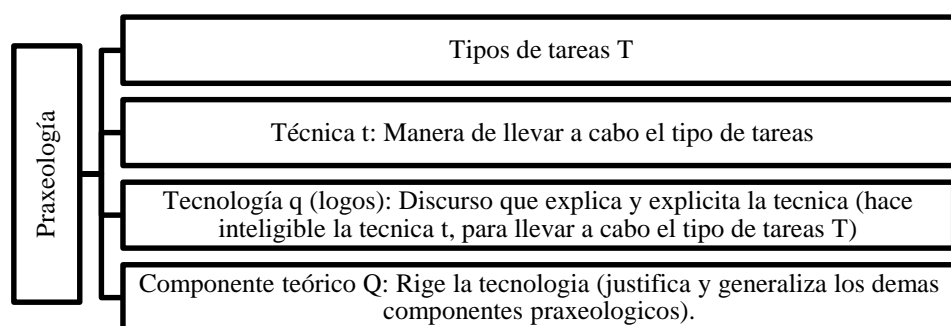 Praxeología
Tipos de tareas T
Técnica t: Manera de llevar a cabo el tipo de tareas
Tecnología q (logos): Discurso que explica y explicita la tecnica (hace
inteligible la tecnica t, para llevar a cabo el tipo de tareas T)
Componente teórico Q: Rige la tecnologia (justifica y generaliza los demas
componentes praxeologicos).